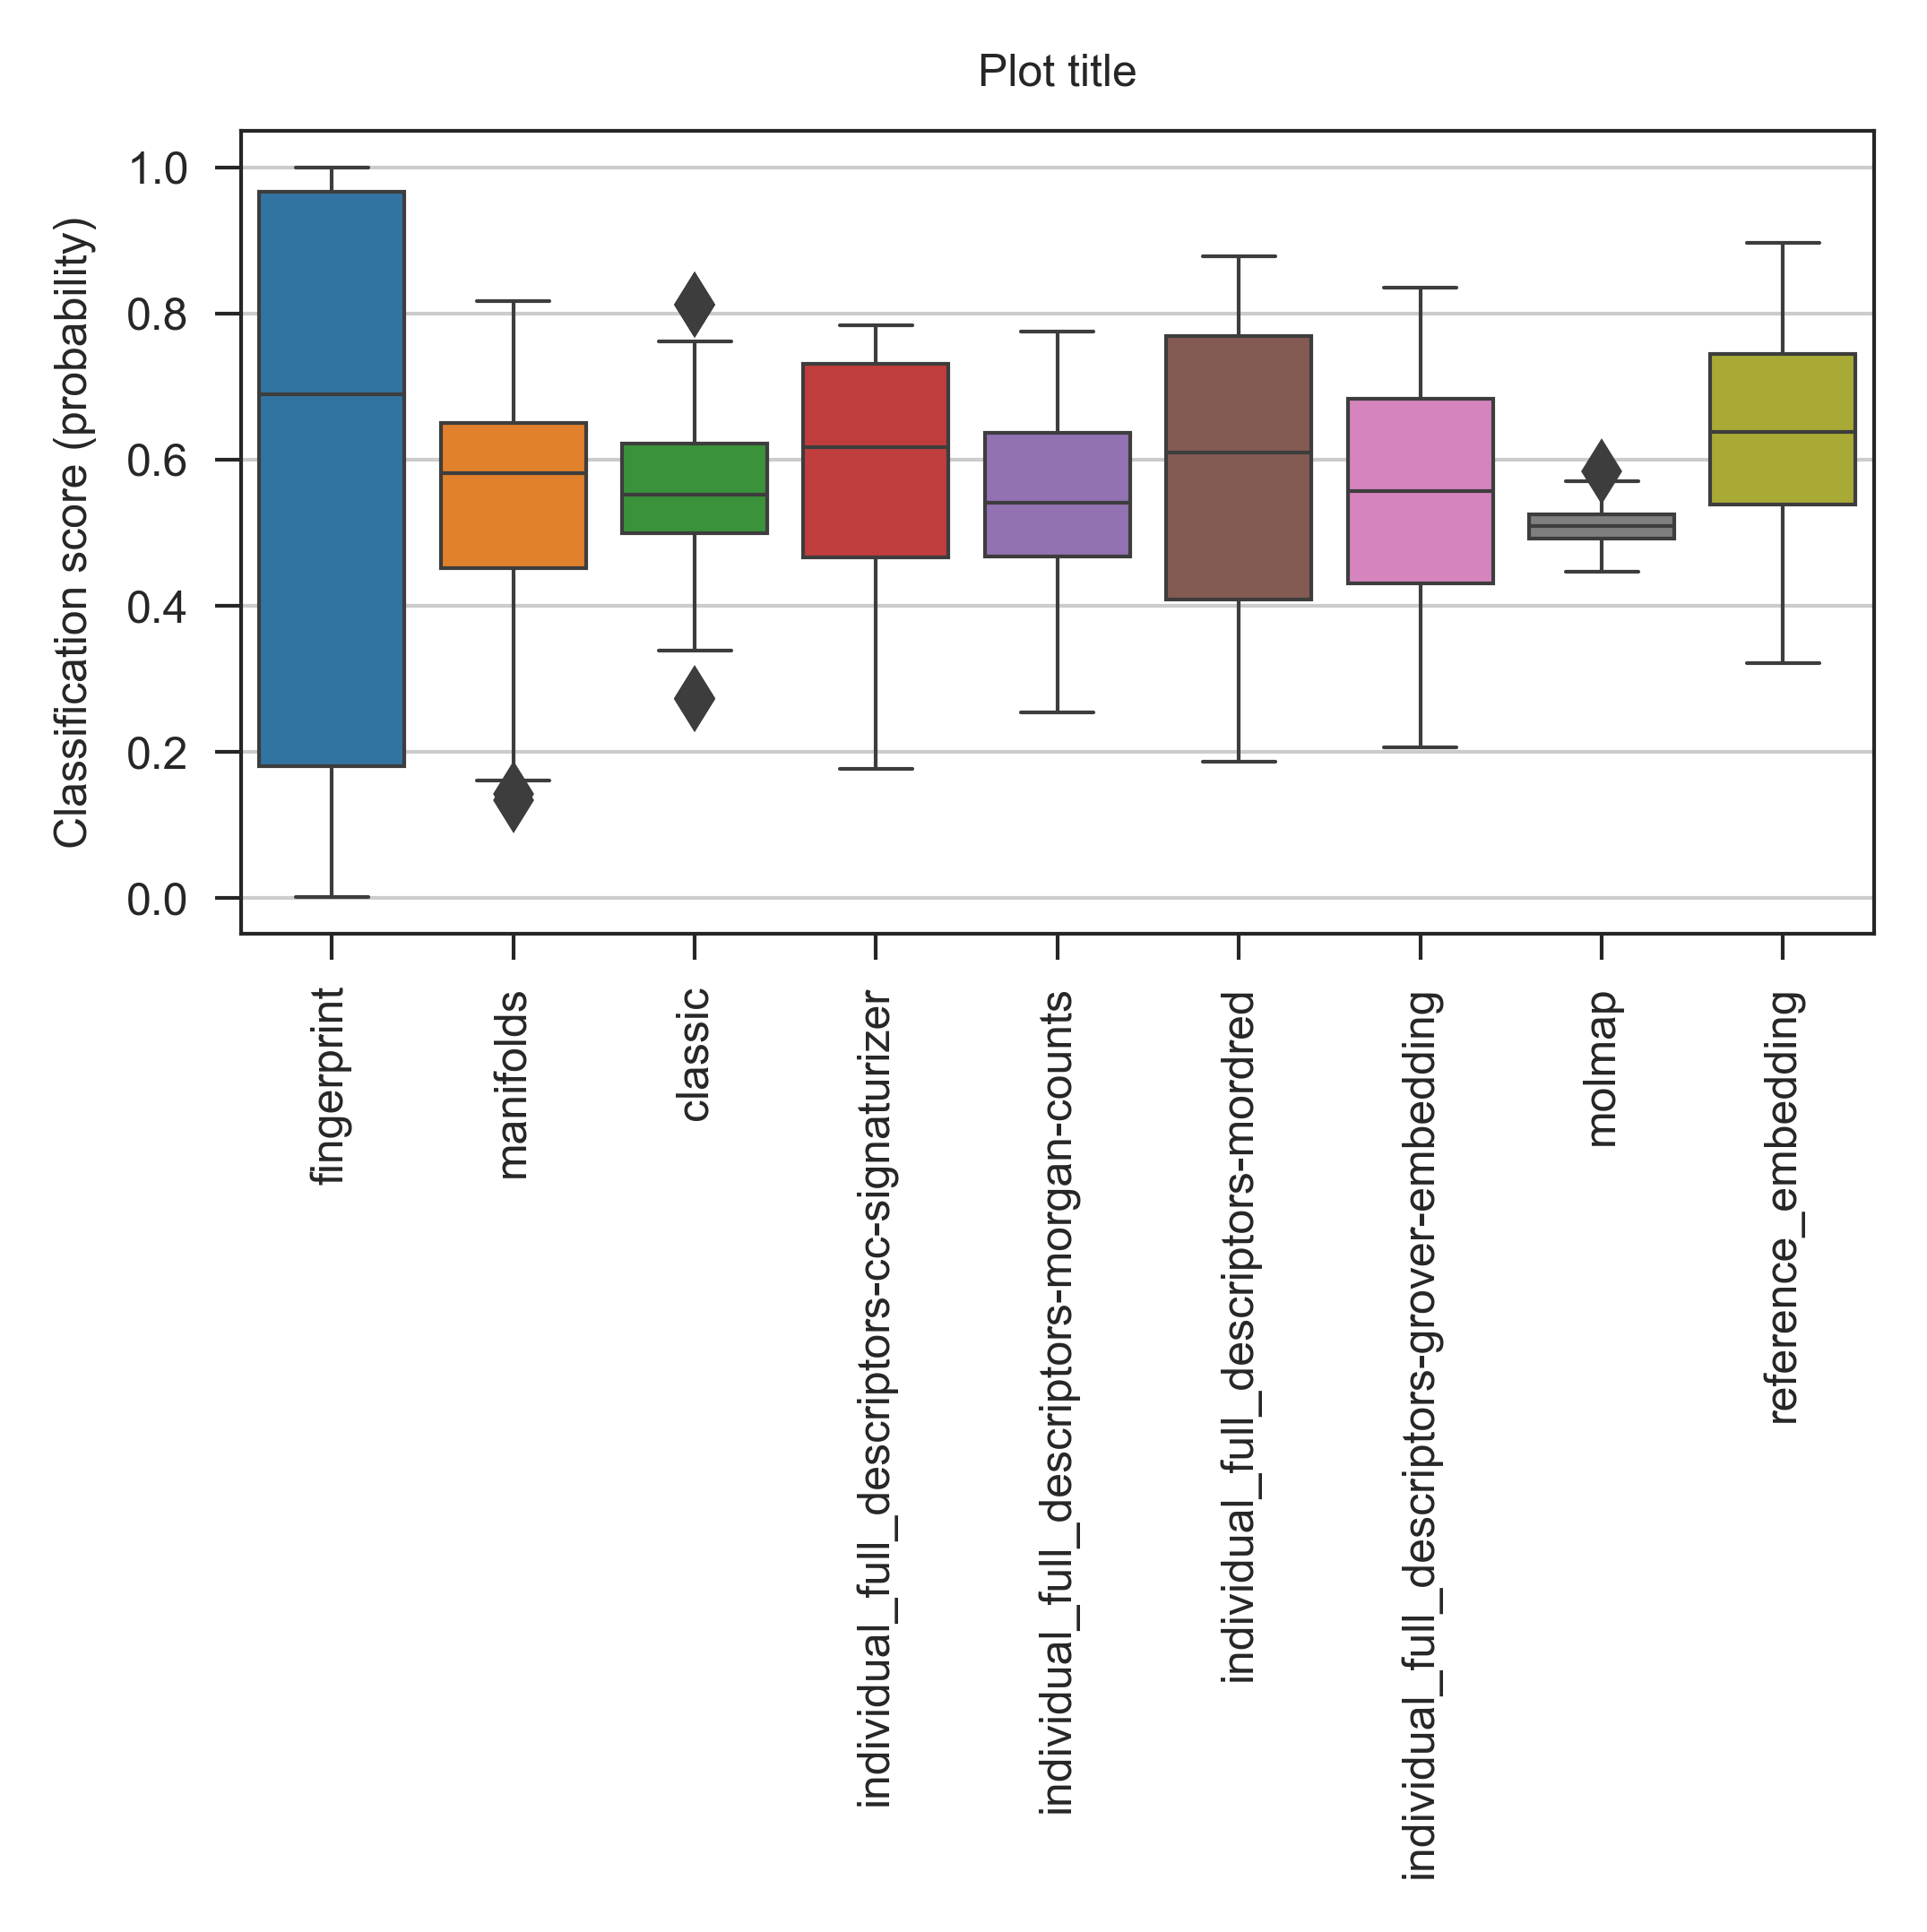 Plot title
Classification score (probability)
1.0
0.8
0.6
0.4
0.2
0.0
fingerprint
manifolds
classic
individual_full_descriptors-cc-signaturizer
individual_full_descriptors-morgan-counts
individual_full_descriptors-mordred
individual_full_descriptors-grover-embedding
molmap
reference_embedding